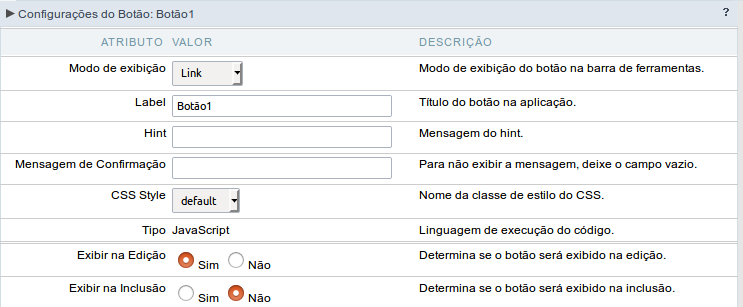 Configurações do Botão: Botão1 ?
ATRIBUTO VALOR DESCRIÇÃO
Modo de exibição Link Modo de exibição do botão na barra de ferramentas.
Label Botão1 Título do botão na aplicação.
Hint Mensagem do hint.
Mensagem de Confirmação Para não exibir a mensagem, deixe o campo vazio.
CSS Style default Nome da classe de estilo do CSS.
Tipo JavaScript Linguagem de execução do código.
Exibir na Edição Sim Não Determina se o botão será exibido na edição.
Exibir na Inclusão Sim Não Determina se o botão será exibido na inclusão.